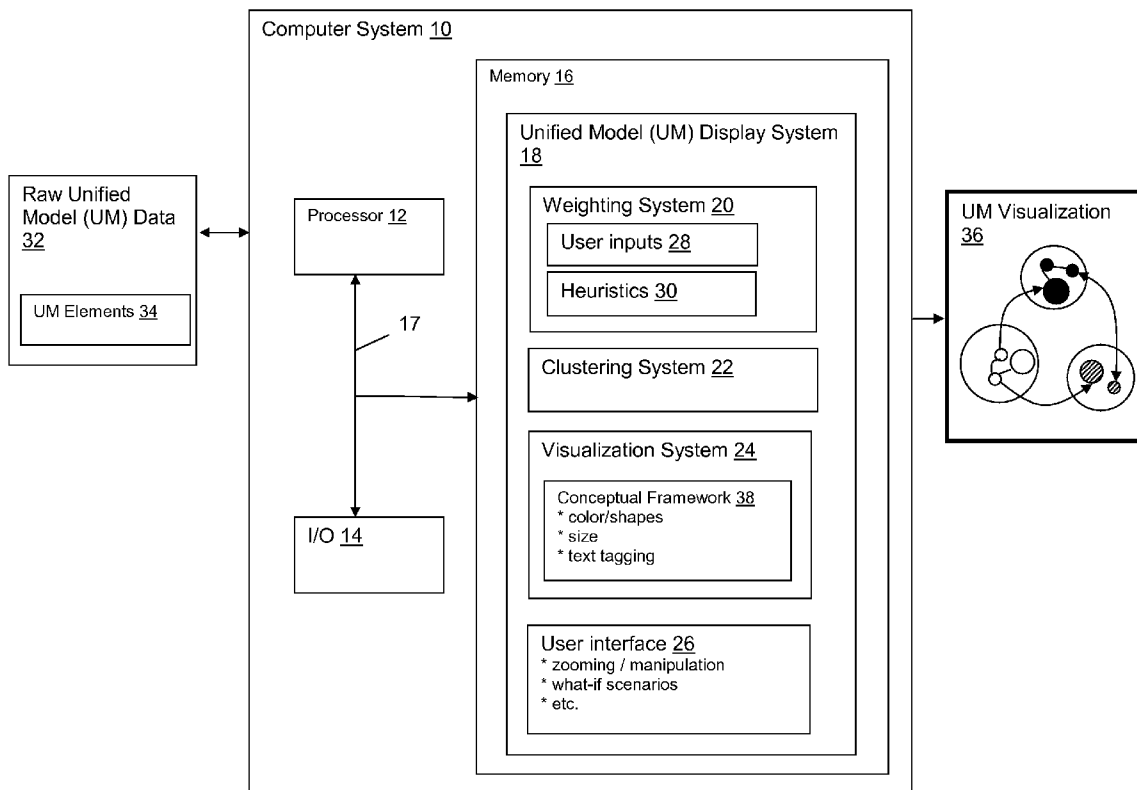 Computer System 10
Memory 16
Unified Model (UM) Display System
18
Raw Unified
Model (UM) Data
32
UM Elements 34
Processor 12
17
I/O 14
Weighting System 20
User inputs 28
Heuristics 30
Clustering System 22
Visualization System 24
Conceptual Framework 38
* color/shapes
* size
* text tagging
User interface 26
* zooming / manipulation
* what-if scenarios
* etc.
UM Visualization
36